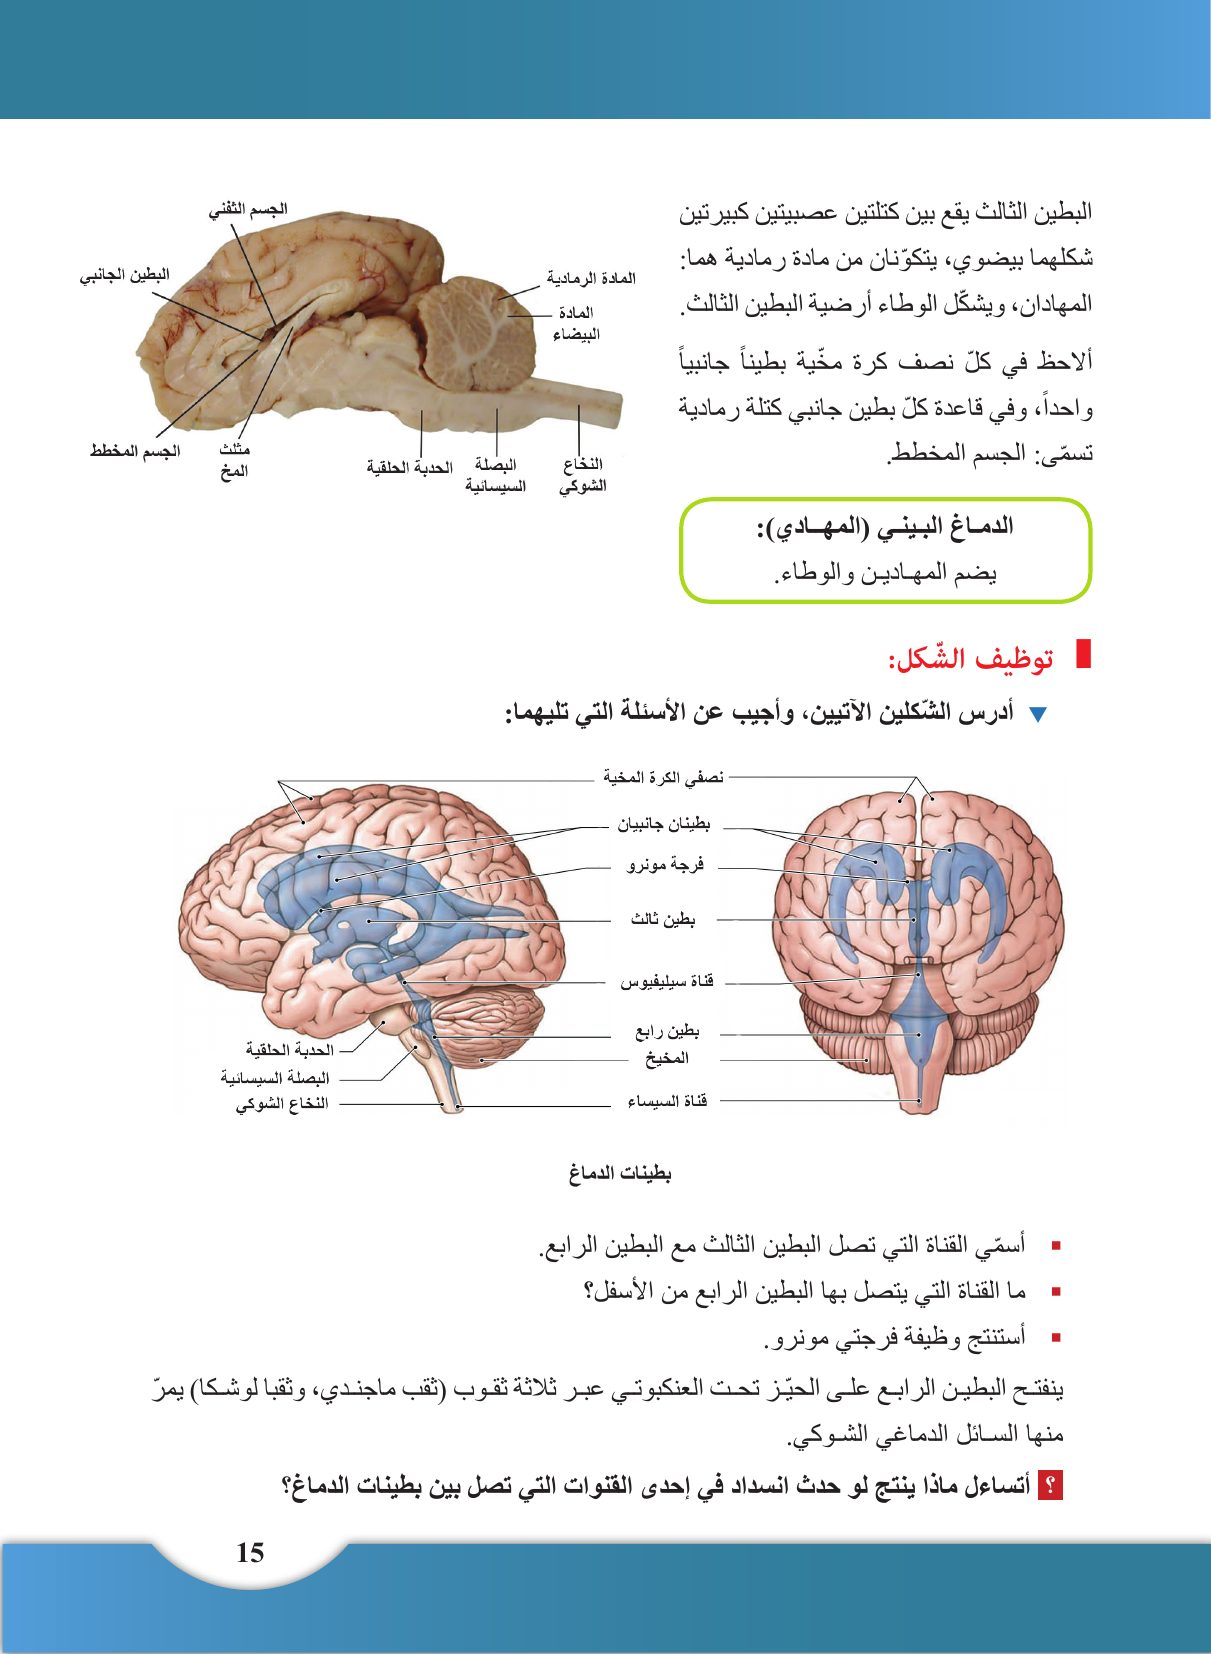 البطين الثالث يقع بين كتلتين عصبيتين كبيرتين
شكلهما بيضوي، يتكوّنان من مادة رمادية هما:
المهادان، ويشكّل الوطاء أرضية البطين الثالث.
ألاحظ في كلّ نصف كرة مخّية بطيناً جانبياً
واحداً، وفي قاعدة كلّ بطين جانبي كتلة رمادية
تسمّى: الجسم المخطط.
الجسم الثفني
البطين الجانبي
المادة الرمادية
المادة
البيضاء
الجسم المخطط
مثلث
المخ
الحدبة الحلقية
البصلة
السيسائية
النخاع
الشوكي
الدماغ البيني (المهادي):
يضم المهادين والوطاء.
توظيف الشّكل:
أدرس الشّكلين الآتيين، وأجيب عن الأسئلة التي تليهما:
نصفي الكرة المخية
بطينان جانبيان
فرجة مونرو
بطين ثالث
قناة سيليفيوس
بطين رابع
المخيخ
قناة السيساء
الحدبة الحلقية
البصلة السيسائية
النخاع الشوكي
بطينات الدماغ
أسمّي القناة التي تصل البطين الثالث مع البطين الرابع.
ما القناة التي يتصل بها البطين الرابع من الأسفل؟
أستنتج وظيفة فرجتي مونرو.
ينفتح البطين الرابع على الحيّز تحت العنكبوتي عبر ثلاثة ثقوب (ثقب ماجندي، وثقبا لوشكا) يمرّ
منها السائل الدماغي الشوكي.
؟ أتساءل ماذا ينتج لو حدث انسداد في إحدى القنوات التي تصل بين بطينات الدماغ؟
15